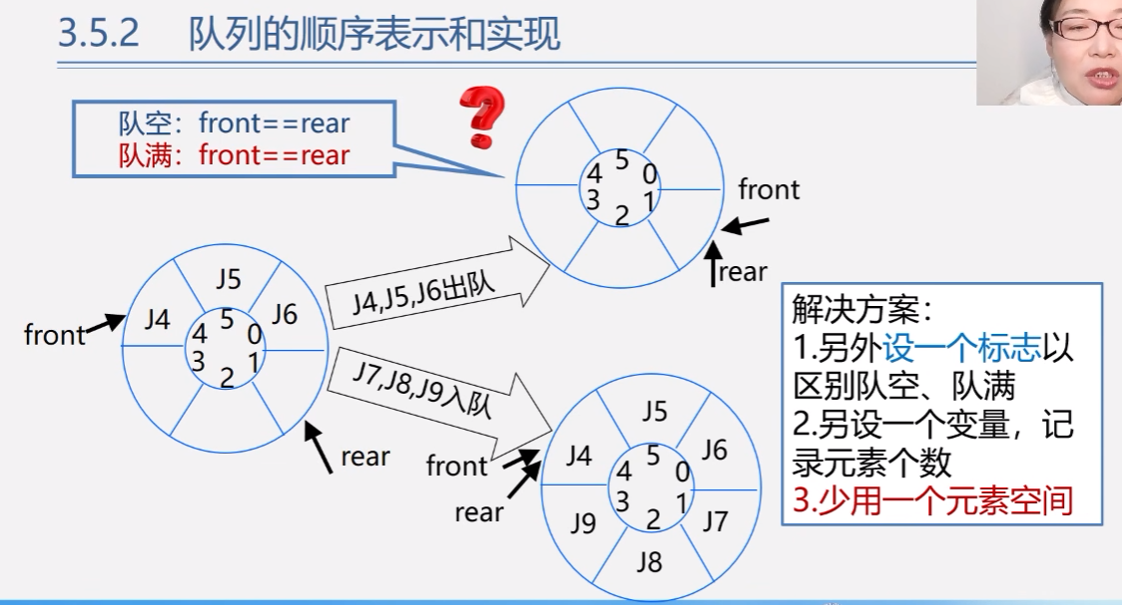 3.5.2 队列的顺序表示和实现
队空：front==rear
队满：front==rear
?
5
4 0
3 1
2
front
rear
J5
J4 J6
5
4 0
3 1
2
front
rear
J4,J5,J6出队
J7,J8,J9入队
J5
J4 J6
5
4 0
3 1
2
J9 J7
J8
front
rear
解决方案：
1.另外设一个标志以
区别队空、队满
2.另设一个变量，记
录元素个数
3.少用一个元素空间